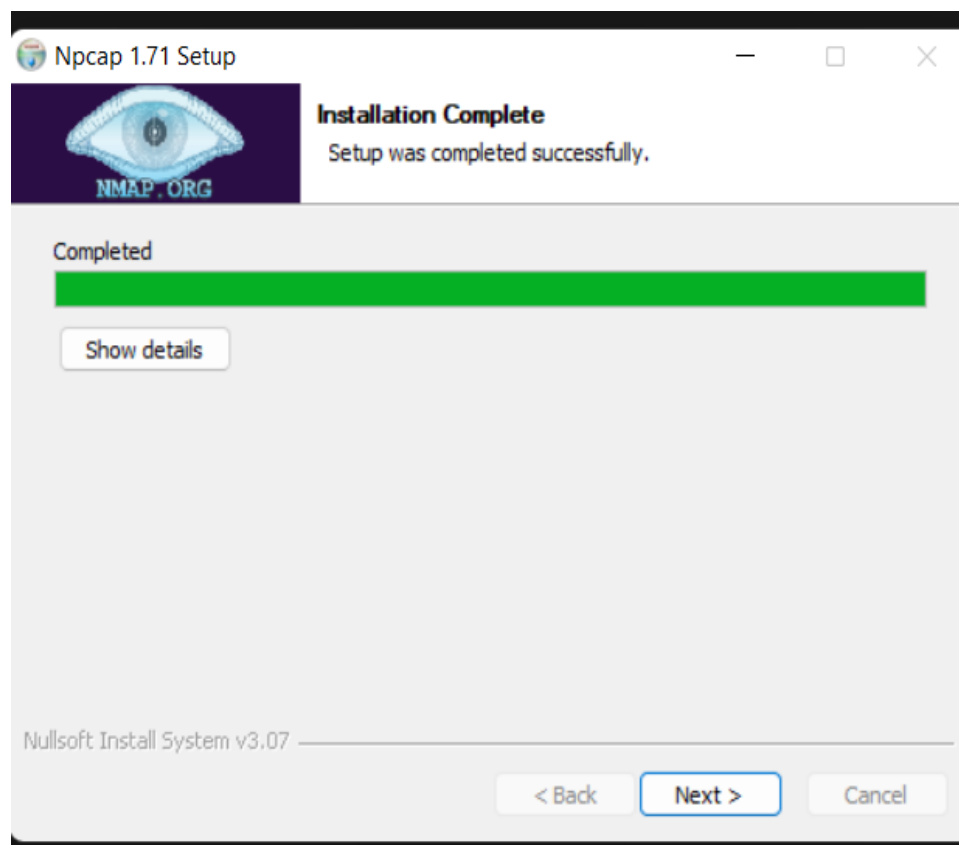 Npcap 1.71 Setup
NMAP.ORG
Installation Complete
Setup was completed successfully.
Completed
Show details
Nullsoft Install System v3.07
< Back
Next >
Cancel